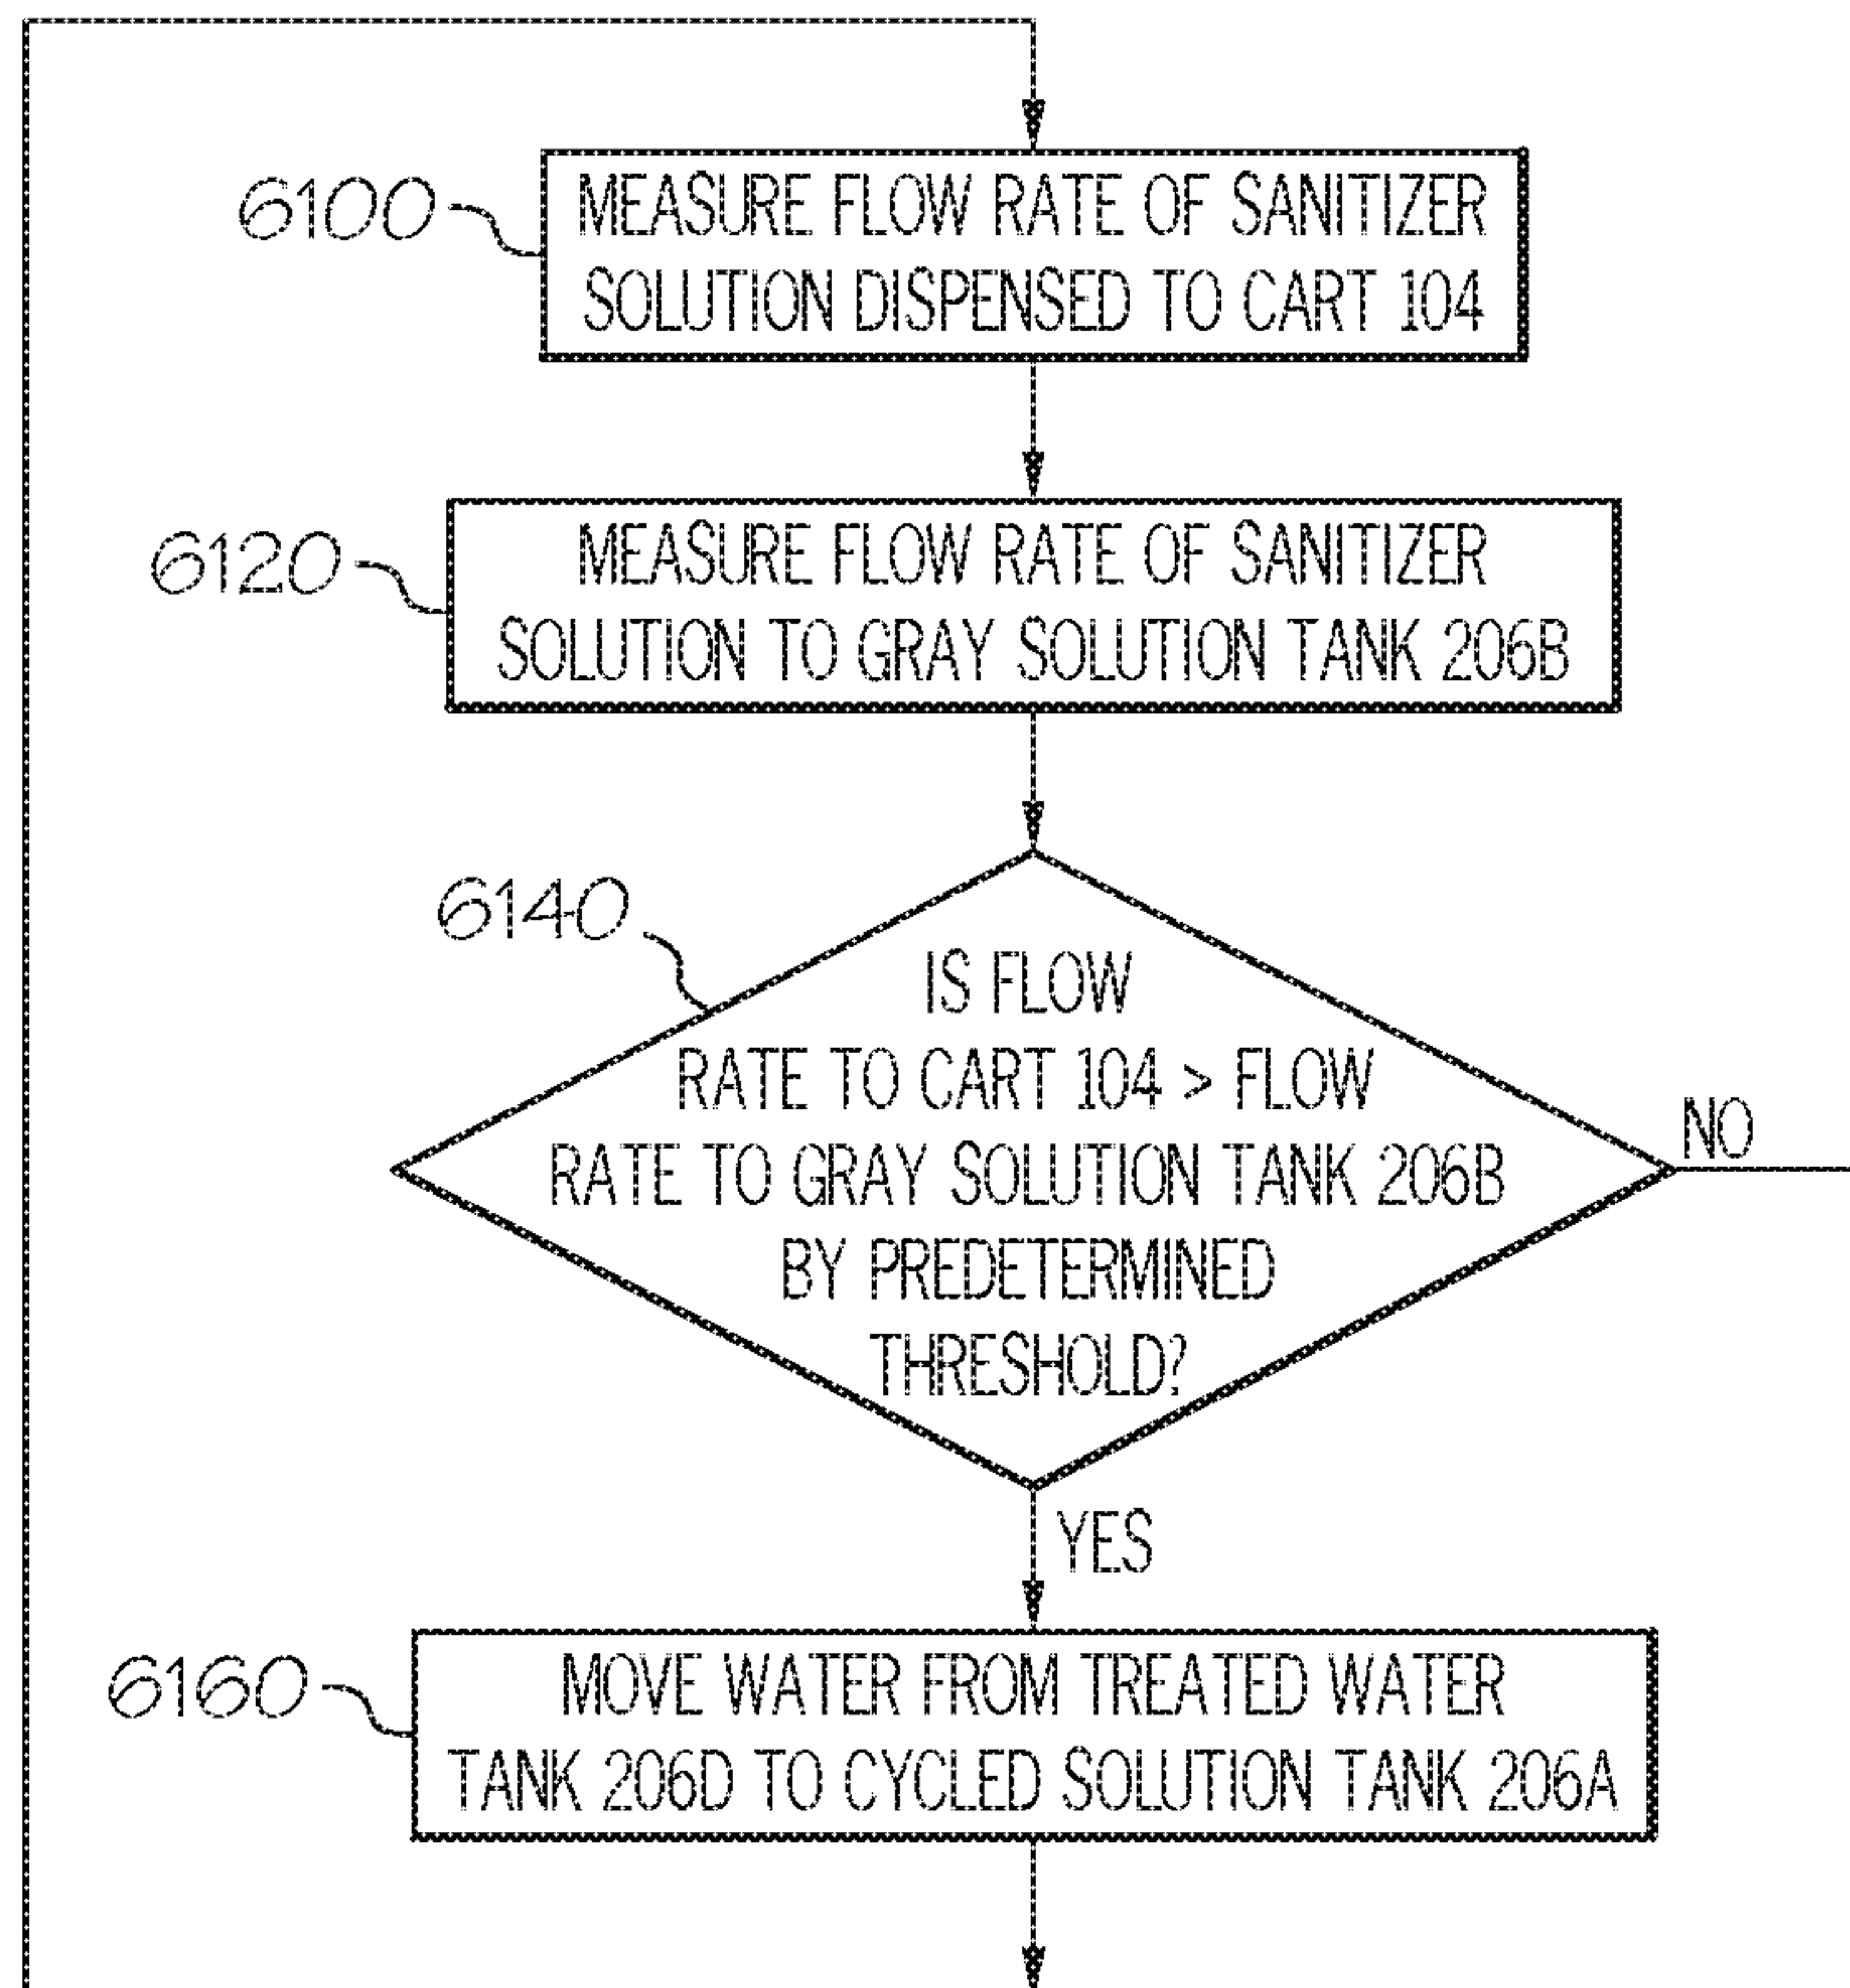 6100
MEASURE FLOW RATE OF SANITIZER
SOLUTION DISPENSED TO CART 104
6120
MEASURE FLOW RATE OF SANITIZER
SOLUTION TO GRAY SOLUTION TANK 206B
6140
IS FLOW
RATE TO CART 104 > FLOW
RATE TO GRAY SOLUTION TANK 206B
BY PREDETERMINED
THRESHOLD?
NO
YES
6160
MOVE WATER FROM TREATED WATER
TANK 206D TO CYCLED SOLUTION TANK 206A